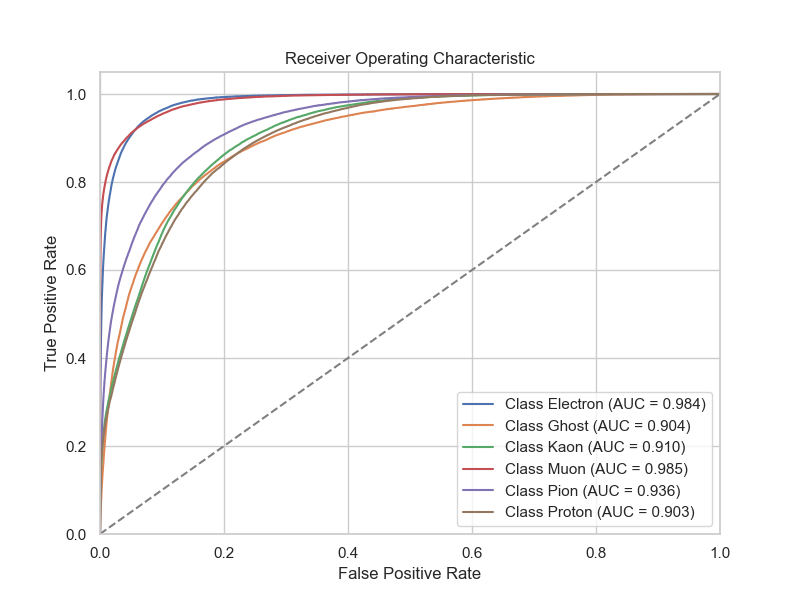 Receiver Operating Characteristic
True Positive Rate
1.0
0.8
0.6
0.4
0.2
0.0
Class Electron (AUC = 0.984)
Class Ghost (AUC = 0.904)
Class Kaon (AUC = 0.910)
Class Muon (AUC = 0.985)
Class Pion (AUC = 0.936)
Class Proton (AUC = 0.903)
0.0 0.2 0.4 0.6 0.8 1.0
False Positive Rate